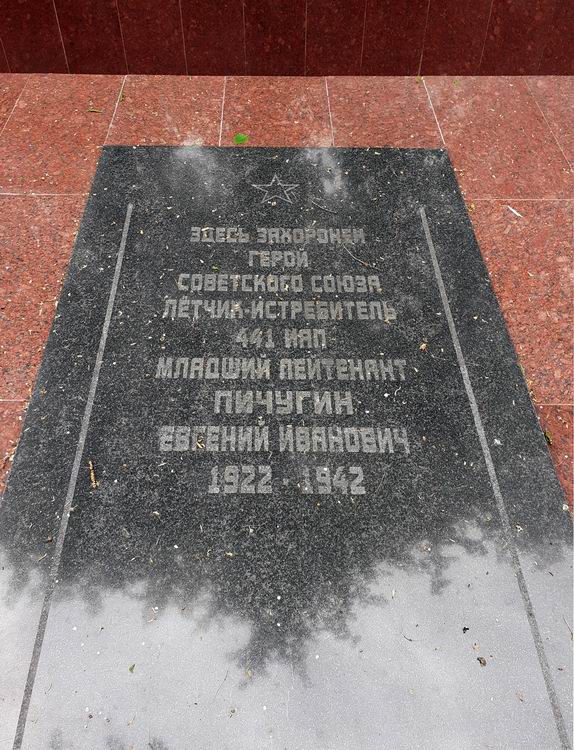 ЗДЕСЬ ЗАХОРОНЕН
ГЕРОЙ
СОВЕТСКОГО СОЮЗА
ЛЁТЧИК-ИСТРЕБИТЕЛЬ
441 ИАП
МЛАДШИЙ ЛЕЙТЕНАНТ
ПИЧУГИН
ЕВГЕНИЙ ИВАНОВИЧ
1922 - 1942